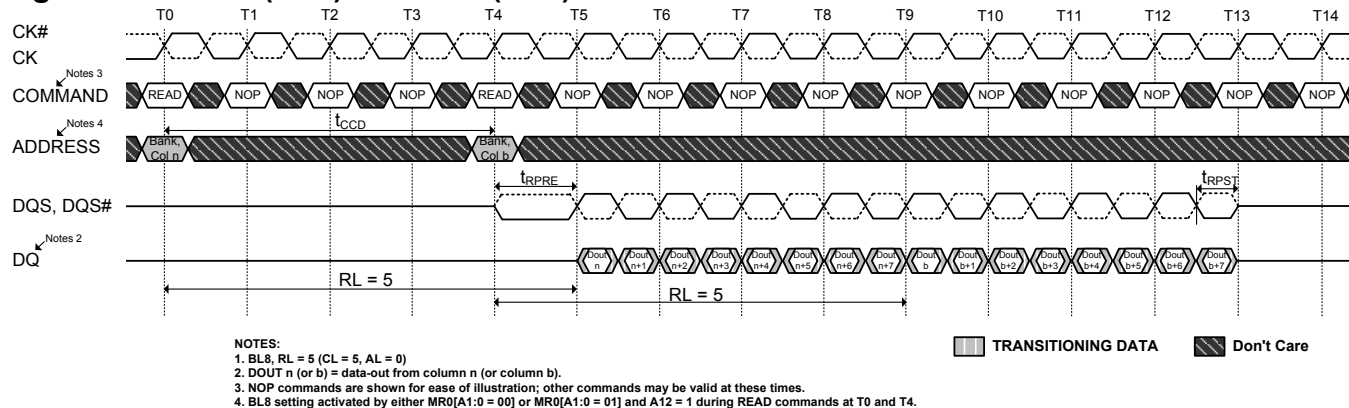 T0 T1 T2 T3 T4 T5 T6 T7 T8 T9 T10 T11 T12 T13 T14
CK#
CK
Notes 3
COMMAND READ NOP NOP NOP READ NOP NOP NOP NOP NOP NOP NOP NOP NOP NOP
tCCD
Notes 4
ADDRESS Bank, Col n Bank, Col b
tRPRE tRPST
DQS, DQS#
Notes 2
DQ Dout n Dout n+1 Dout n+2 Dout n+3 Dout n+4 Dout n+5 Dout n+6 Dout n+7 Dout b Dout b+1 Dout b+2 Dout b+3 Dout b+4 Dout b+5 Dout b+6 Dout b+7
RL = 5 RL = 5
NOTES:
1. BL8, RL = 5 (CL = 5, AL = 0)
2. DOUT n (or b) = data-out from column n (or column b).
3. NOP commands are shown for ease of illustration; other commands may be valid at these times.
4. BL8 setting activated by either MR0[A1:0 = 00] or MR0[A1:0 = 01] and A12 = 1 during READ commands at T0 and T4.
TRANSITIONING DATA Don't Care